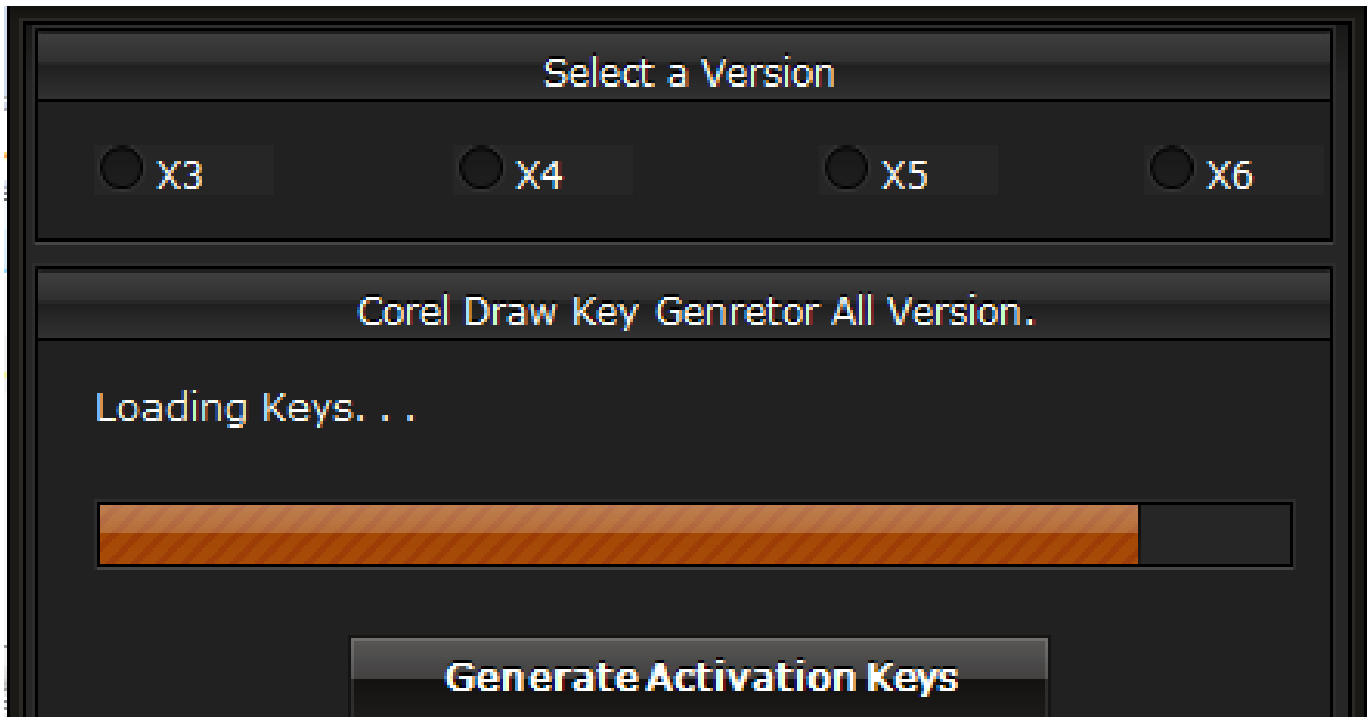 Select a Version
X3 X4 X5 X6
Corel Draw Key Genretor All Version.
Loading Keys. . .
Generate Activation Keys